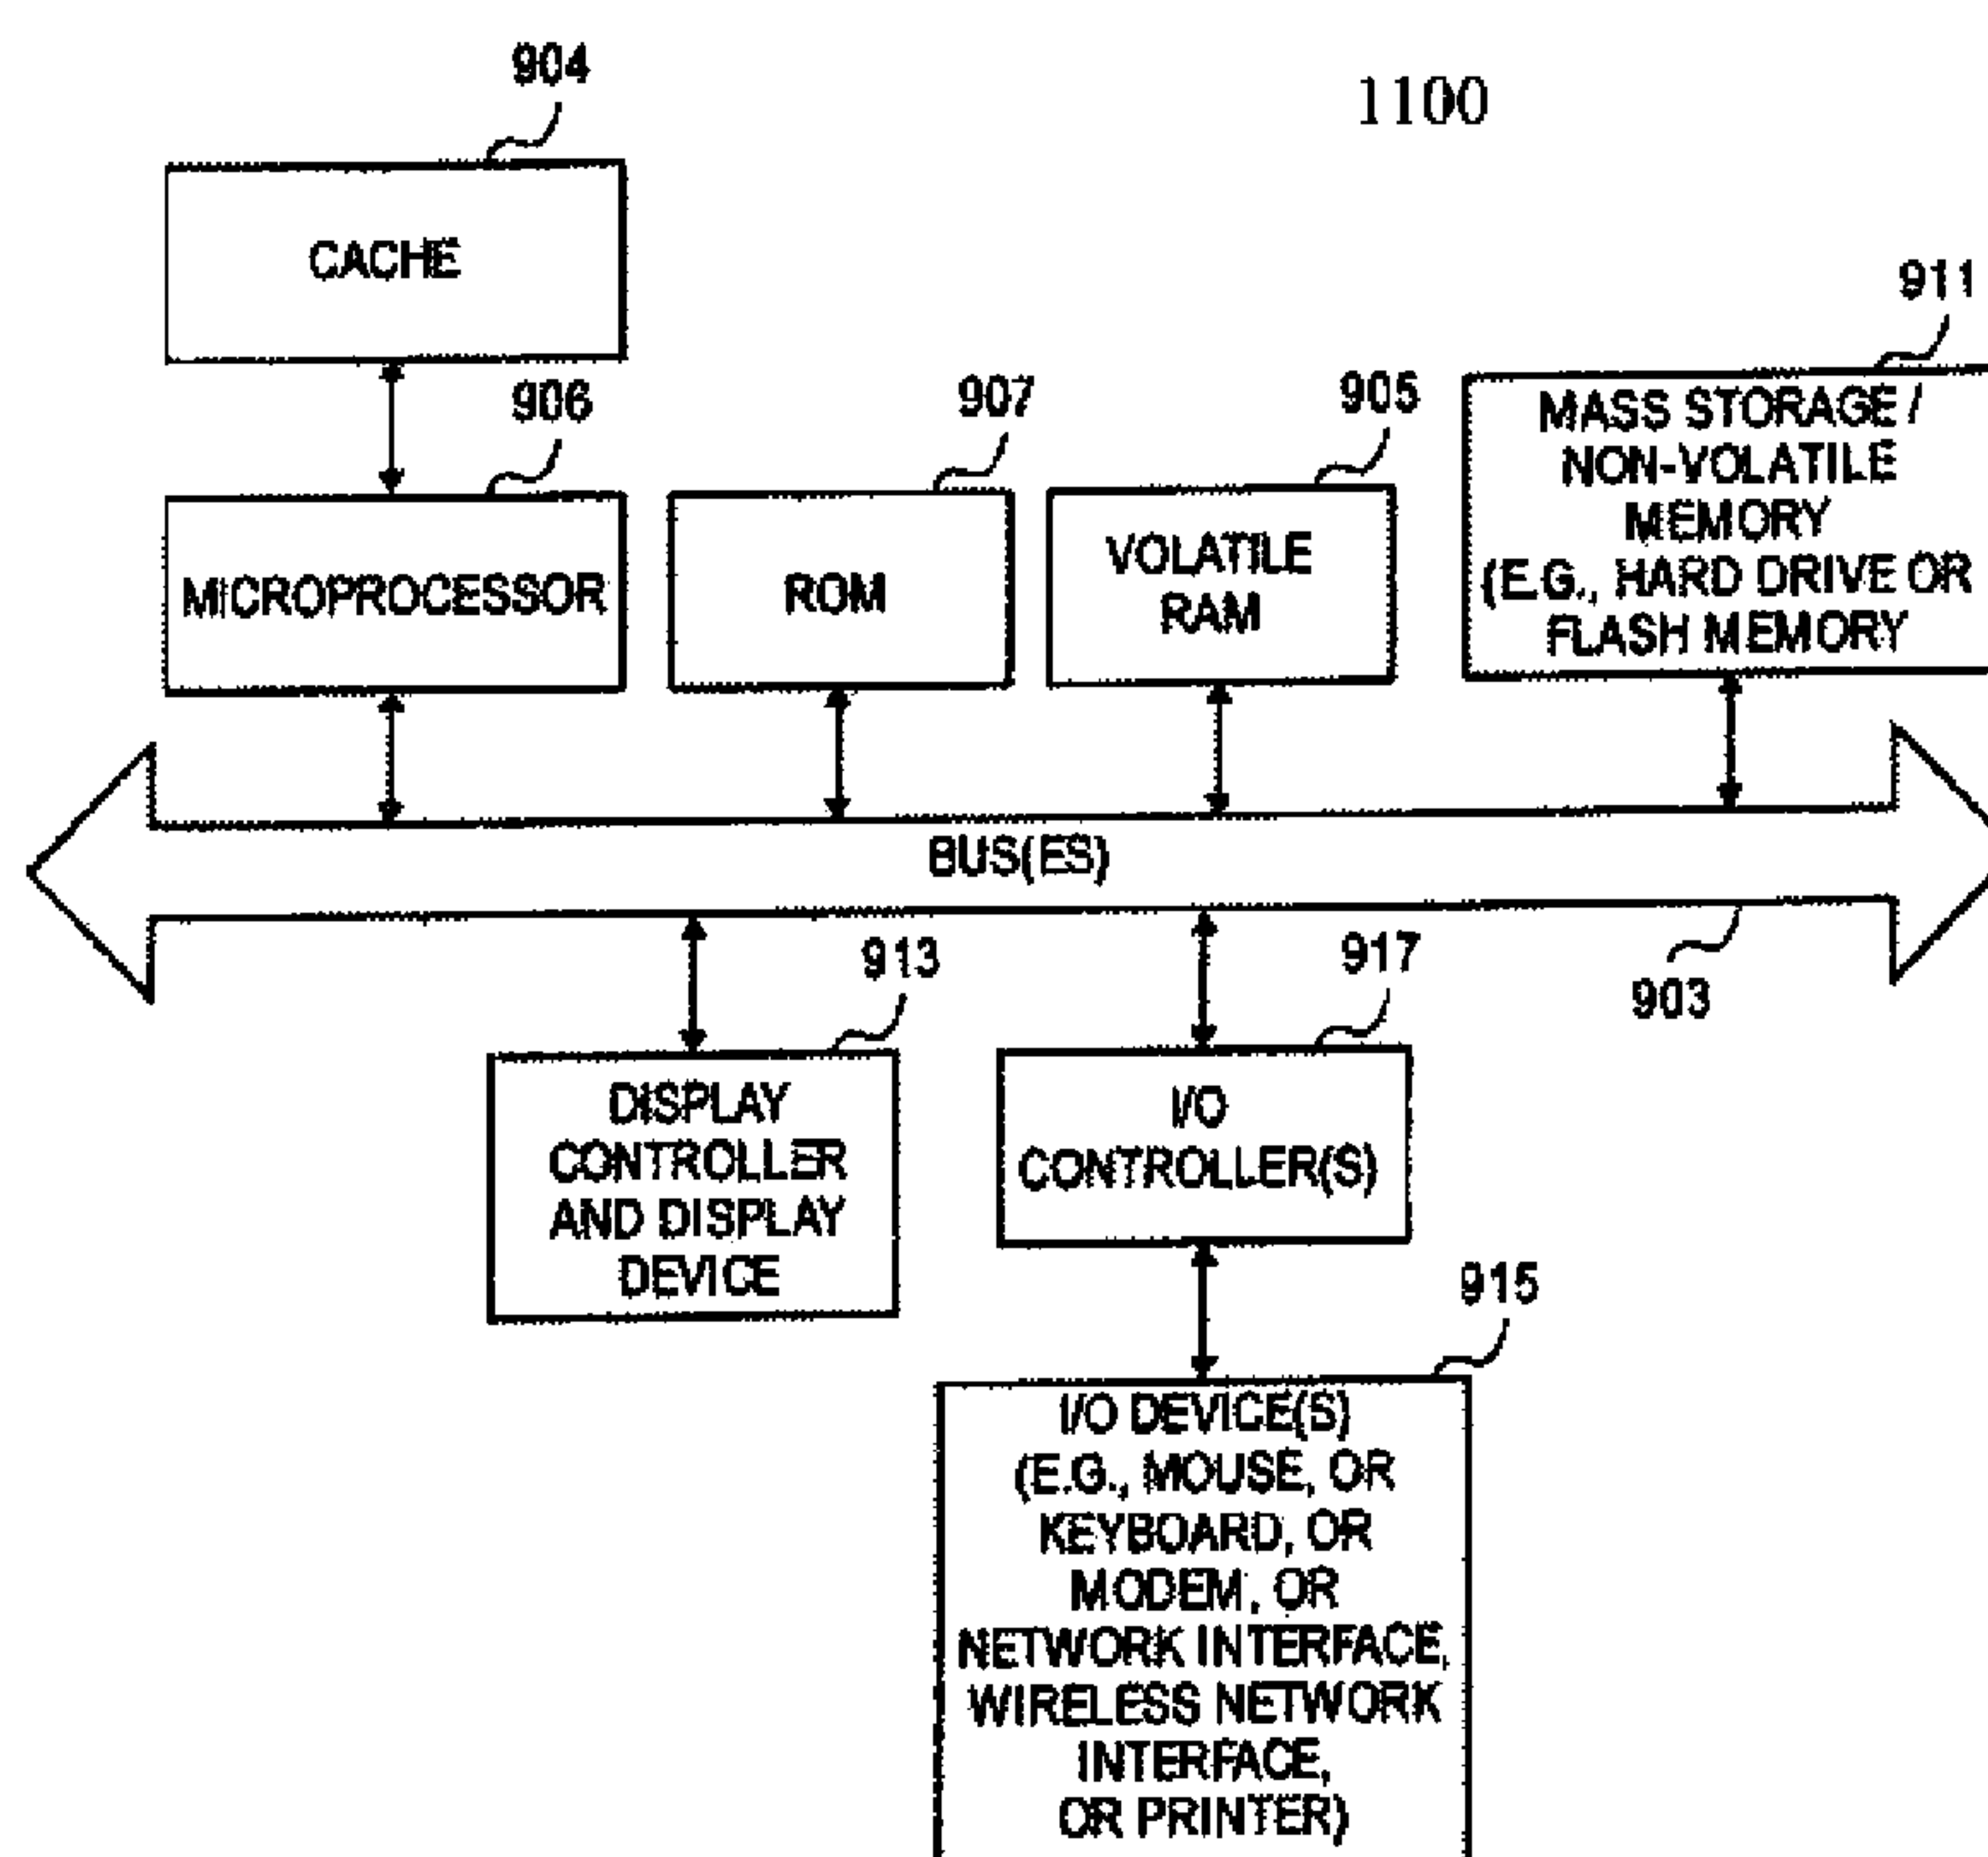 904
1100
CACHE
911
906
907
905
MASS STORAGE /
NON-VOLATILE
MEMORY
(E.G., HARD DRIVE OR
FLASH MEMORY
MICROPROCESSOR
ROM
VOLATILE
RAM
BUS(ES)
913
917
903
DISPLAY
CONTROLLER
AND DISPLAY
DEVICE
I/O
CONTROLLER(S)
915
I/O DEVICE(S)
(E.G., MOUSE, OR
KEYBOARD, OR
MODEM, OR
NETWORK INTERFACE,
WIRELESS NETWORK
INTERFACE,
OR PRINTER)